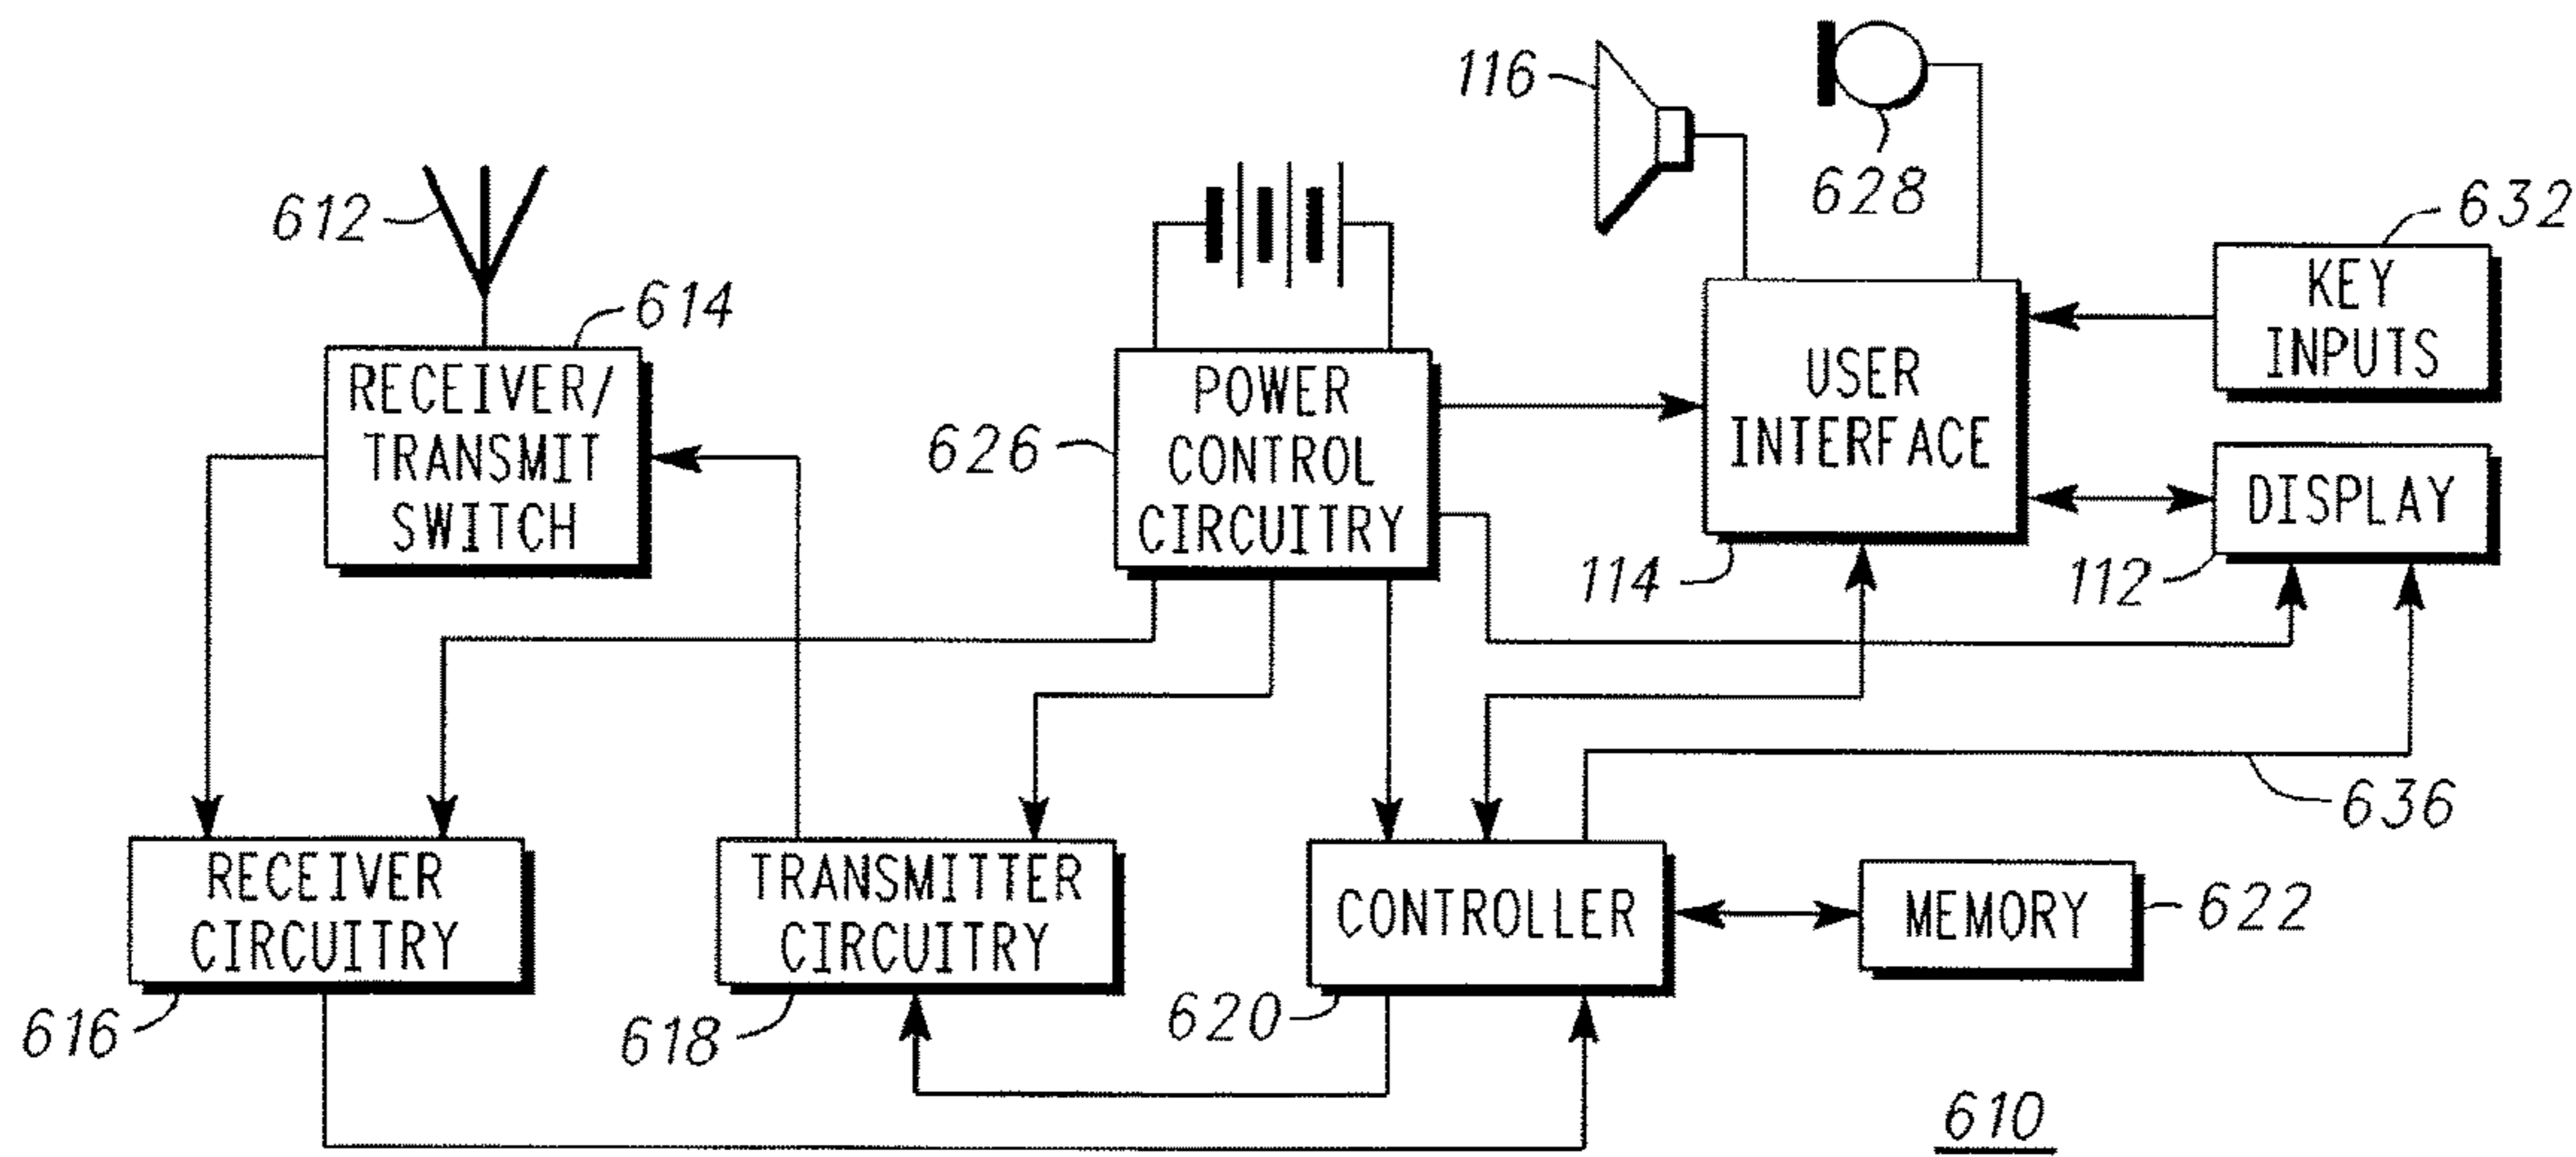 116
628
632
612
614
KEY
INPUTS
RECEIVER/
TRANSMIT
SWITCH
626
POWER
CONTROL
CIRCUITRY
USER
INTERFACE
DISPLAY
114
112
636
RECEIVER
CIRCUITRY
TRANSMITTER
CIRCUITRY
CONTROLLER
MEMORY
622
616
618
620
610